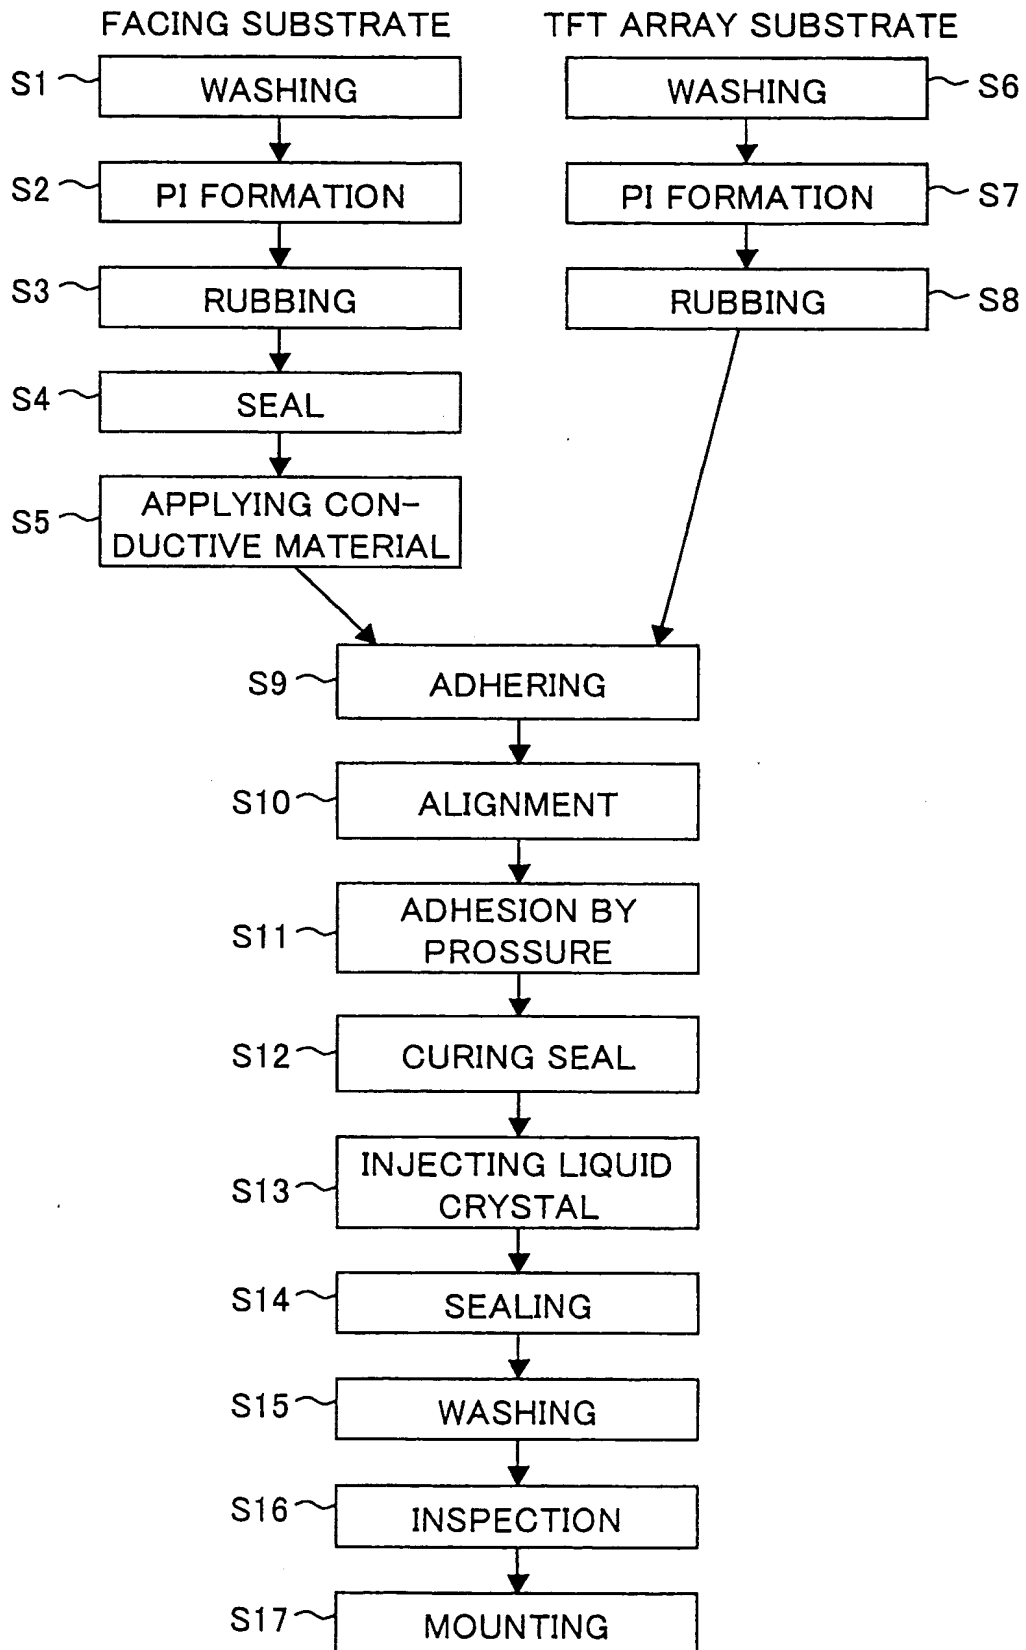 FACING SUBSTRATE
S1
WASHING
S2
PI FORMATION
S3
RUBBING
S4
SEAL
S5
APPLYING CON-
DUCTIVE MATERIAL
TFT ARRAY SUBSTRATE
WASHING
S6
PI FORMATION
S7
RUBBING
S8
S9
ADHERING
S10
ALIGNMENT
S11
ADHESION BY
PROSSURE
S12
CURING SEAL
S13
INJECTING LIQUID
CRYSTAL
S14
SEALING
S15
WASHING
S16
INSPECTION
S17
MOUNTING